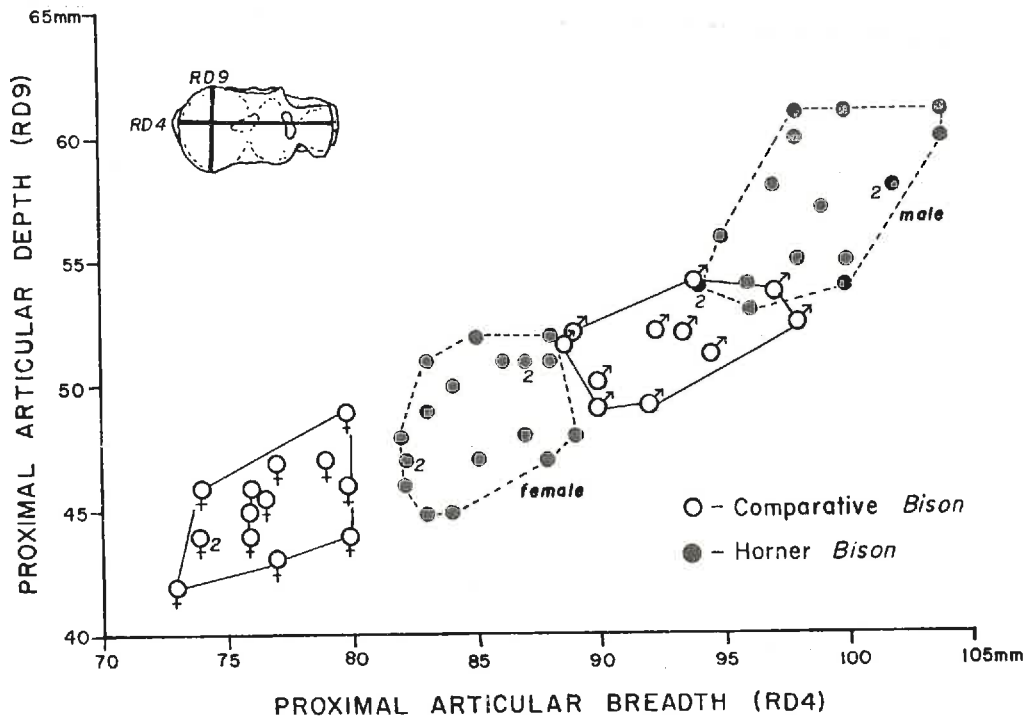 65mm
60
55
50
45
40
PROXIMAL ARTICULAR DEPTH (RD9)
RD9
RD4
2
male
2
2
2
female
2
O - Comparative Bison
● - Horner Bison
70 75 80 85 90 95 100 105mm
PROXIMAL ARTICULAR BREADTH (RD4)